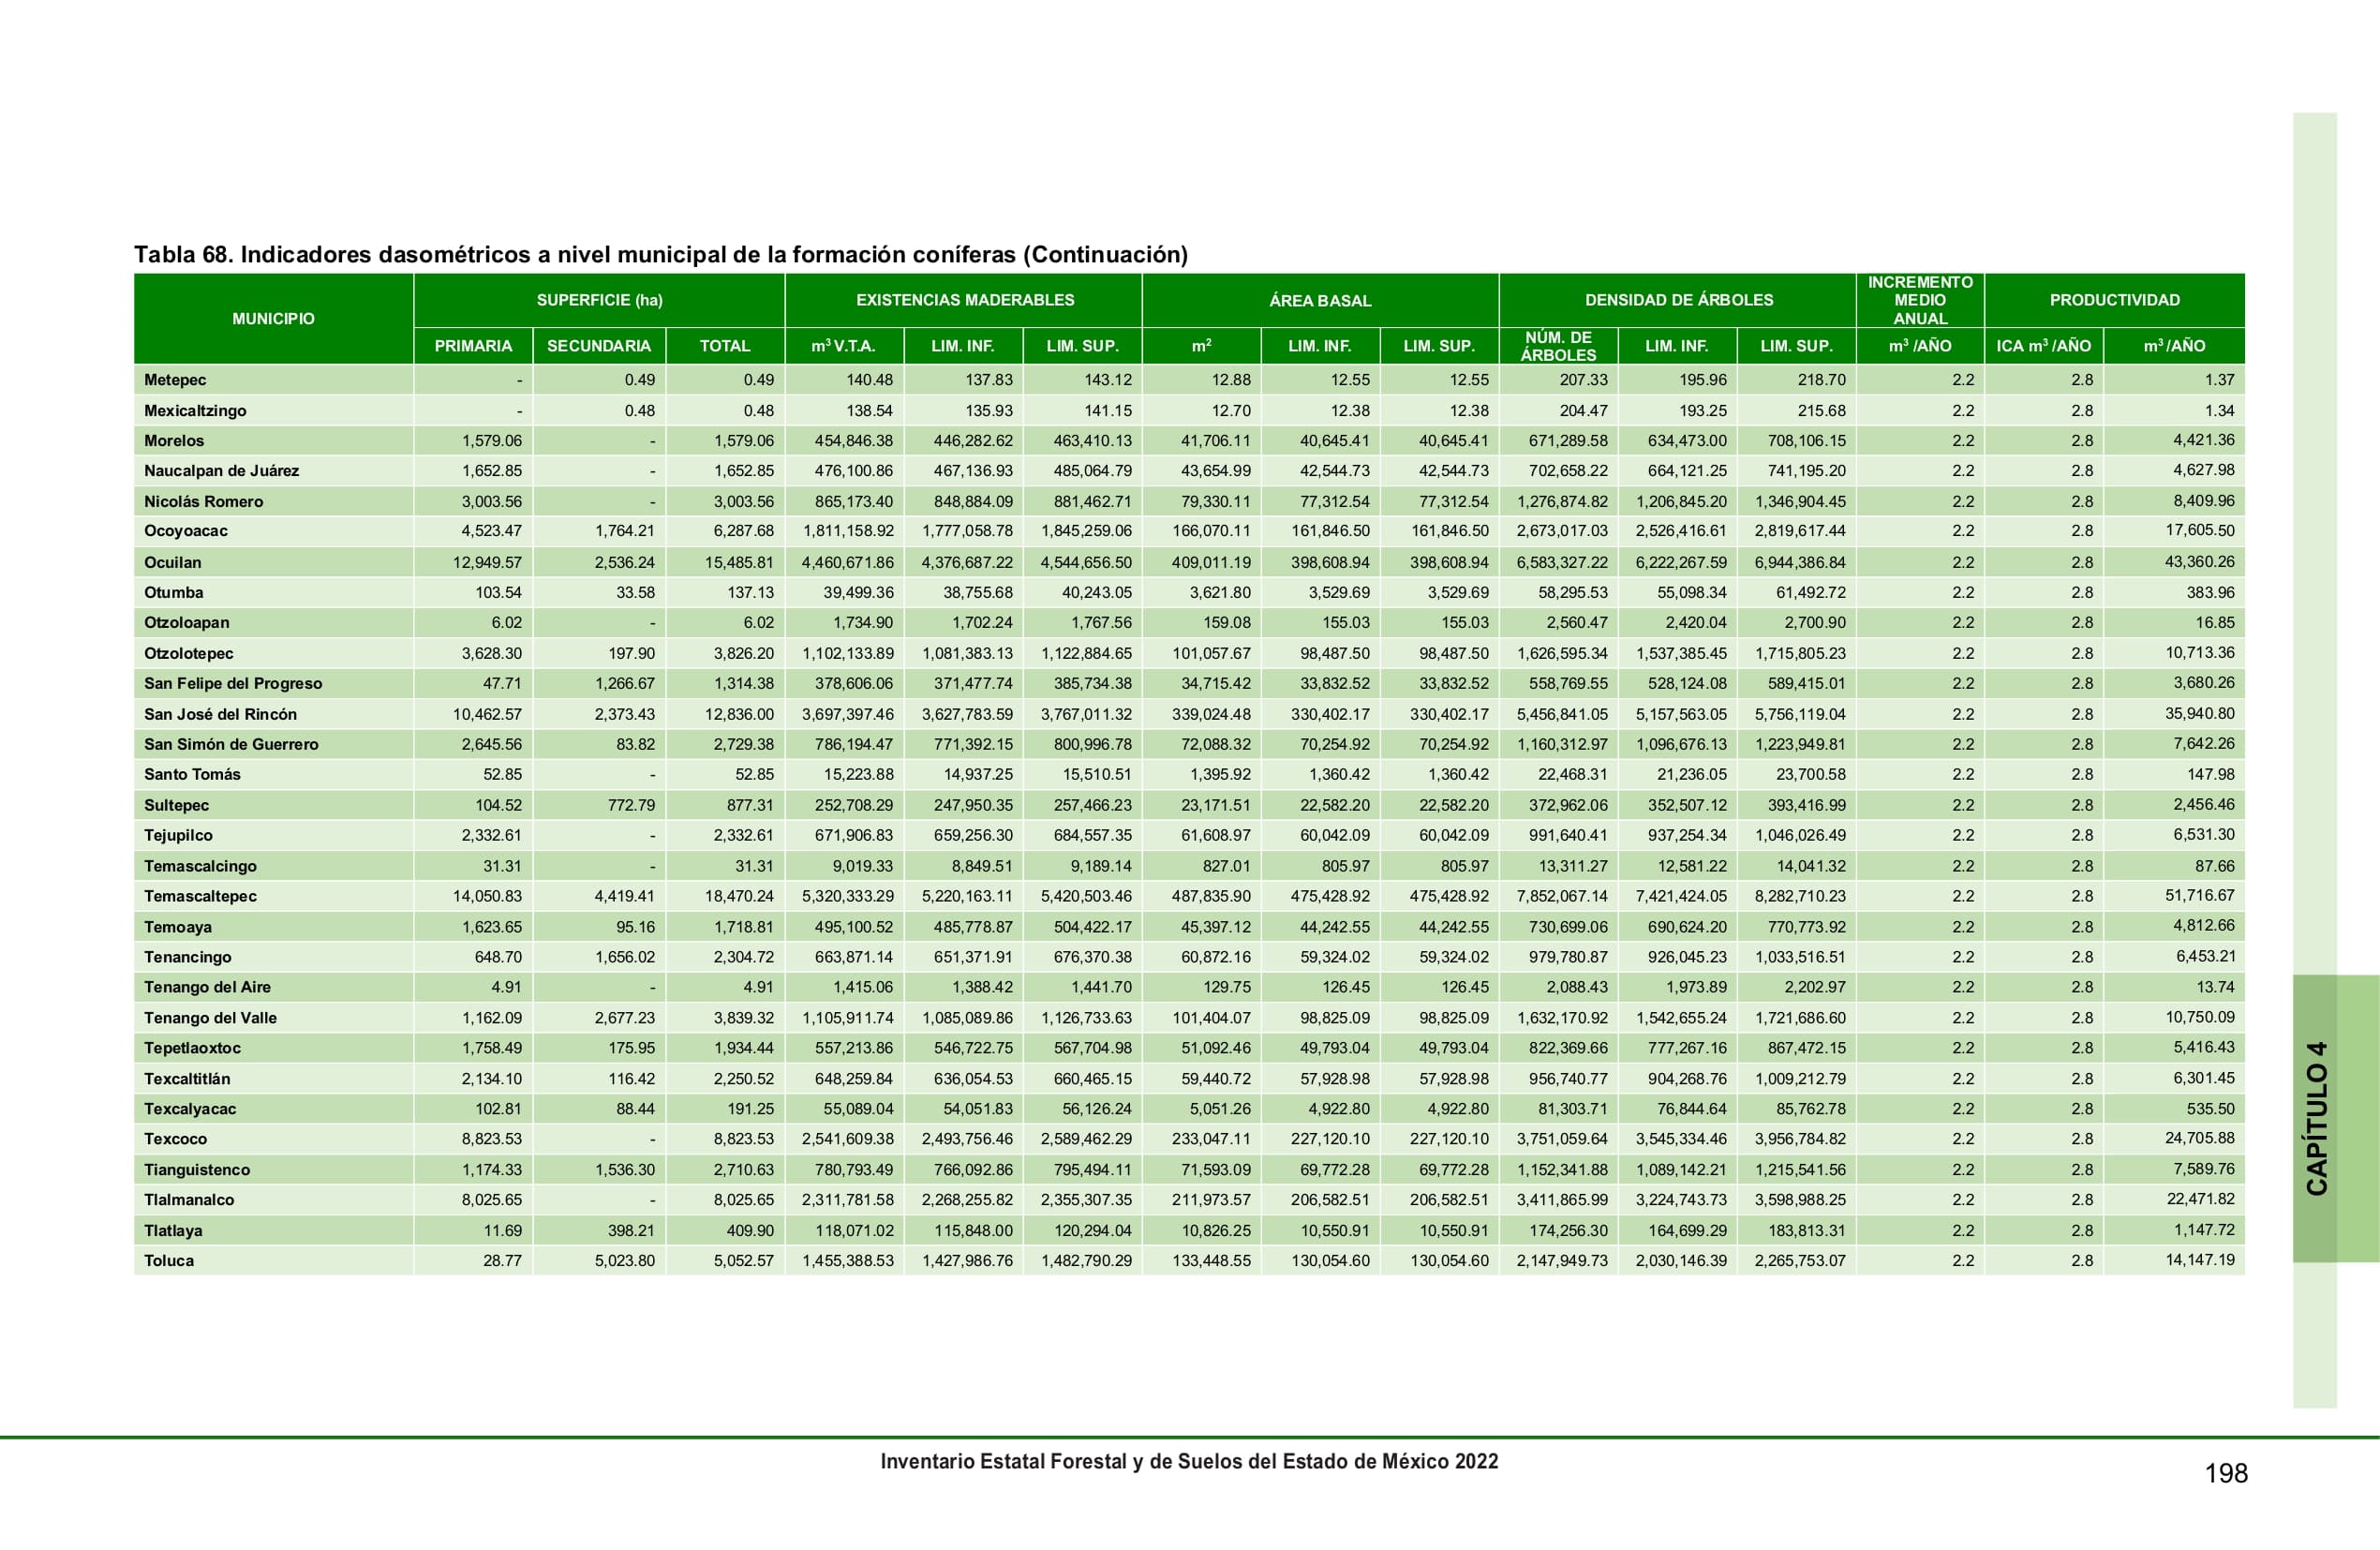 Tabla 68. Indicadores dasométricos a nivel municipal de la formación coníferas (Continuación)
MUNICIPIO SUPERFICIE (ha) EXISTENCIAS MADERABLES ÁREA BASAL DENSIDAD DE ÁRBOLES INCREMENTO MEDIO ANUAL PRODUCTIVIDAD
PRIMARIA SECUNDARIA TOTAL m³ V.T.A. LIM. INF. LIM. SUP. m² LIM. INF. LIM. SUP. NÚM. DE ÁRBOLES LIM. INF. LIM. SUP. m³ /AÑO ICA m³ /AÑO m³ /AÑO
Metepec - 0.49 0.49 140.48 137.83 143.12 12.88 12.55 12.55 207.33 195.96 218.70 2.2 2.8 1.37
Mexicaltzingo - 0.48 0.48 138.54 135.93 141.15 12.70 12.38 12.38 204.47 193.25 215.68 2.2 2.8 1.34
Morelos 1,579.06 - 1,579.06 454,846.38 446,282.62 463,410.13 41,706.11 40,645.41 40,645.41 671,289.58 634,473.00 708,106.15 2.2 2.8 4,421.36
Naucalpan de Juárez 1,652.85 - 1,652.85 476,100.86 467,136.93 485,064.79 43,654.99 42,544.73 42,544.73 702,658.22 664,121.25 741,195.20 2.2 2.8 4,627.98
Nicolás Romero 3,003.56 - 3,003.56 865,173.40 848,884.09 881,462.71 79,330.11 77,312.54 77,312.54 1,276,874.82 1,206,845.20 1,346,904.45 2.2 2.8 8,409.96
Ocoyoacac 4,523.47 1,764.21 6,287.68 1,811,158.92 1,777,058.78 1,845,259.06 166,070.11 161,846.50 161,846.50 2,673,017.03 2,526,416.61 2,819,617.44 2.2 2.8 17,605.50
Ocuilan 12,949.57 2,536.24 15,485.81 4,460,671.86 4,376,687.22 4,544,656.50 409,011.19 398,608.94 398,608.94 6,583,327.22 6,222,267.59 6,944,386.84 2.2 2.8 43,360.26
Otumba 103.54 33.58 137.13 39,499.36 38,755.68 40,243.05 3,621.80 3,529.69 3,529.69 58,295.53 55,098.34 61,492.72 2.2 2.8 383.96
Otzoloapan 6.02 - 6.02 1,734.90 1,702.24 1,767.56 159.08 155.03 155.03 2,560.47 2,420.04 2,700.90 2.2 2.8 16.85
Otzolotepec 3,628.30 197.90 3,826.20 1,102,133.89 1,081,383.13 1,122,884.65 101,057.67 98,487.50 98,487.50 1,626,595.34 1,537,385.45 1,715,805.23 2.2 2.8 10,713.36
San Felipe del Progreso 47.71 1,266.67 1,314.38 378,606.06 371,477.74 385,734.38 34,715.42 33,832.52 33,832.52 558,769.55 528,124.08 589,415.01 2.2 2.8 3,680.26
San José del Rincón 10,462.57 2,373.43 12,836.00 3,697,397.46 3,627,783.59 3,767,011.32 339,024.48 330,402.17 330,402.17 5,456,841.05 5,157,563.05 5,756,119.04 2.2 2.8 35,940.80
San Simón de Guerrero 2,645.56 83.82 2,729.38 786,194.47 771,392.15 800,996.78 72,088.32 70,254.92 70,254.92 1,160,312.97 1,096,676.13 1,223,949.81 2.2 2.8 7,642.26
Santo Tomás 52.85 - 52.85 15,223.88 14,937.25 15,510.51 1,395.92 1,360.42 1,360.42 22,468.31 21,236.05 23,700.58 2.2 2.8 147.98
Sultepec 104.52 772.79 877.31 252,708.29 247,950.35 257,466.23 23,171.51 22,582.20 22,582.20 372,962.06 352,507.12 393,416.99 2.2 2.8 2,456.46
Tejupilco 2,332.61 - 2,332.61 671,906.83 659,256.30 684,557.35 61,608.97 60,042.09 60,042.09 991,640.41 937,254.34 1,046,026.49 2.2 2.8 6,531.30
Temascalcingo 31.31 - 31.31 9,019.33 8,849.51 9,189.14 827.01 805.97 805.97 13,311.27 12,581.22 14,041.32 2.2 2.8 87.66
Temascaltepec 14,050.83 4,419.41 18,470.24 5,320,333.29 5,220,163.11 5,420,503.46 487,835.90 475,428.92 475,428.92 7,852,067.14 7,421,424.05 8,282,710.23 2.2 2.8 51,716.67
Temoaya 1,623.65 95.16 1,718.81 495,100.52 485,778.87 504,422.17 45,397.12 44,242.55 44,242.55 730,699.06 690,624.20 770,773.92 2.2 2.8 4,812.66
Tenancingo 648.70 1,656.02 2,304.72 663,871.14 651,371.91 676,370.38 60,872.16 59,324.02 59,324.02 979,780.87 926,045.23 1,033,516.51 2.2 2.8 6,453.21
Tenango del Aire 4.91 - 4.91 1,415.06 1,388.42 1,441.70 129.75 126.45 126.45 2,088.43 1,973.89 2,202.97 2.2 2.8 13.74
Tenango del Valle 1,162.09 2,677.23 3,839.32 1,105,911.74 1,085,089.86 1,126,733.63 101,404.07 98,825.09 98,825.09 1,632,170.92 1,542,655.24 1,721,686.60 2.2 2.8 10,750.09
Tepetlaoxtoc 1,758.49 175.95 1,934.44 557,213.86 546,722.75 567,704.98 51,092.46 49,793.04 49,793.04 822,369.66 777,267.16 867,472.15 2.2 2.8 5,416.43
Texcaltitlán 2,134.10 116.42 2,250.52 648,259.84 636,054.53 660,465.15 59,440.72 57,928.98 57,928.98 956,740.77 904,268.76 1,009,212.79 2.2 2.8 6,301.45
Texcalyacac 102.81 88.44 191.25 55,089.04 54,051.83 56,126.24 5,051.26 4,922.80 4,922.80 81,303.71 76,844.64 85,762.78 2.2 2.8 535.50
Texcoco 8,823.53 - 8,823.53 2,541,609.38 2,493,756.46 2,589,462.29 233,047.11 227,120.10 227,120.10 3,751,059.64 3,545,334.46 3,956,784.82 2.2 2.8 24,705.88
Tianguistenco 1,174.33 1,536.30 2,710.63 780,793.49 766,092.86 795,494.11 71,593.09 69,772.28 69,772.28 1,152,341.88 1,089,142.21 1,215,541.56 2.2 2.8 7,589.76
Tlalmanalco 8,025.65 - 8,025.65 2,311,781.58 2,268,255.82 2,355,307.35 211,973.57 206,582.51 206,582.51 3,411,865.99 3,224,743.73 3,598,988.25 2.2 2.8 22,471.82
Tlatlaya 11.69 398.21 409.90 118,071.02 115,848.00 120,294.04 10,826.25 10,550.91 10,550.91 174,256.30 164,699.29 183,813.31 2.2 2.8 1,147.72
Toluca 28.77 5,023.80 5,052.57 1,455,388.53 1,427,986.76 1,482,790.29 133,448.55 130,054.60 130,054.60 2,147,949.73 2,030,146.39 2,265,753.07 2.2 2.8 14,147.19
CAPÍTULO 4
Inventario Estatal Forestal y de Suelos del Estado de México 2022
198